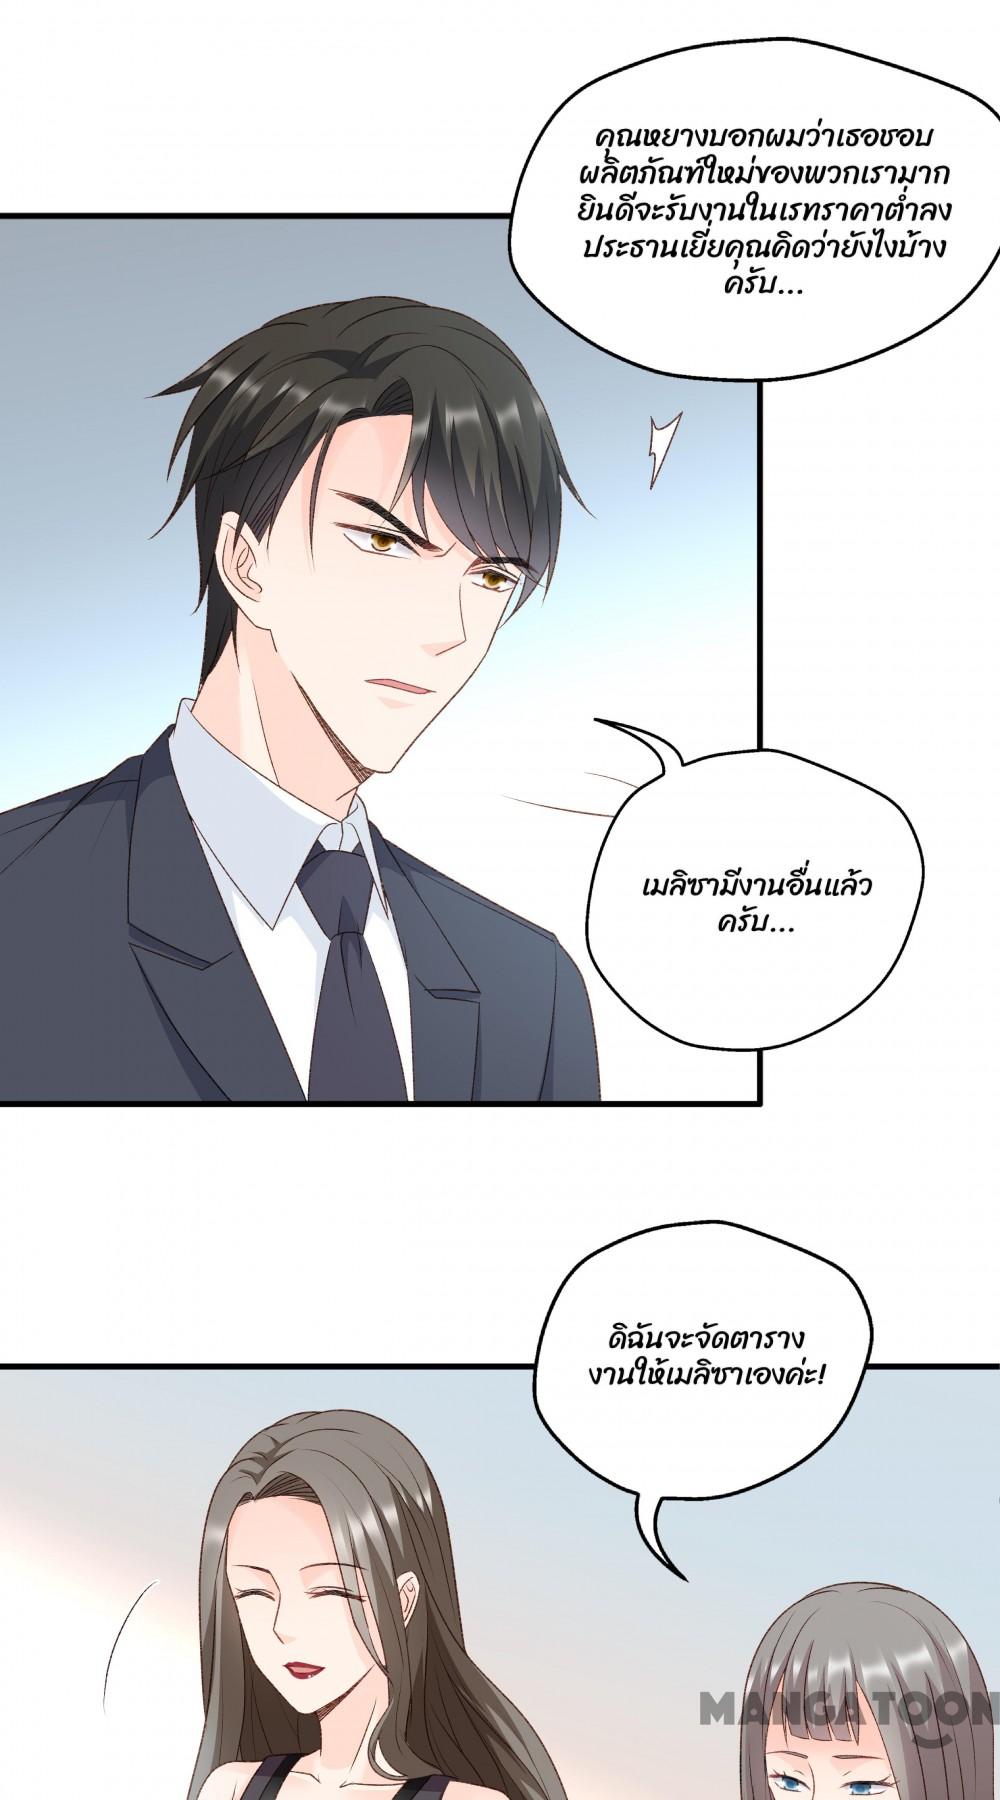 คุณหยางบอกผมว่าเธอชอบ
ผลิตภัณฑ์ใหม่ของพวกเรามาก
ยินดีจะรับงานในเรทราคาต่ำลง
ประธานเยี่ยคุณคิดว่ายังไงบ้าง
ครับ...
เมลิซามีงานอื่นแล้ว
ครับ...
ดิฉันจะจัดตาราง
งานให้เมลิซาเองค่ะ!
MANGATOON